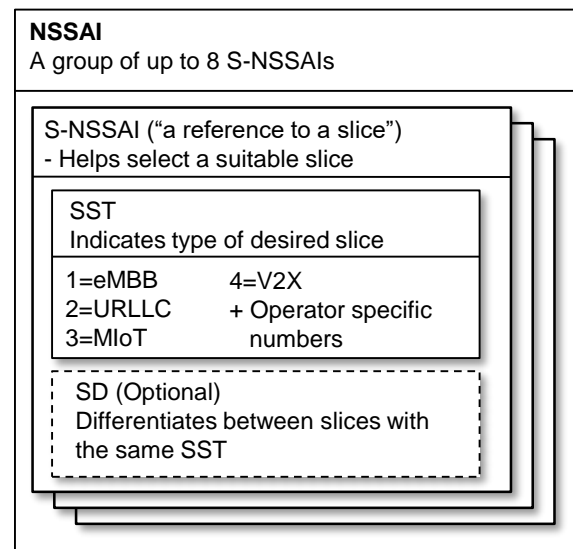 NSSAI
A group of up to 8 S-NSSAIs
S-NSSAI (“a reference to a slice”)
- Helps select a suitable slice
SST
Indicates type of desired slice
1=eMBB 4=V2X
2=URLLC + Operator specific
3=MIoT numbers
SD (Optional)
Differentiates between slices with
the same SST